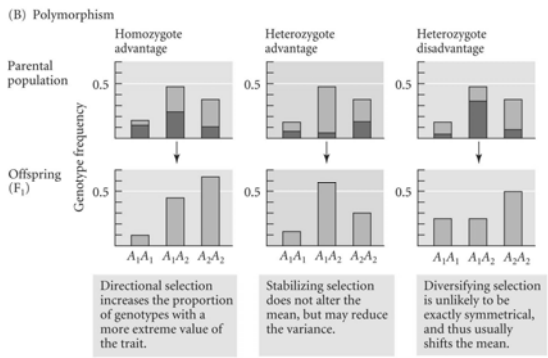 (B) Polymorphism
Homozygote
advantage
Heterozygote
advantage
Heterozygote
disadvantage
Parental
population
0.5
0.5
0.5
Genotype frequency
Offspring
(F₁)
0.5
0.5
0.5
A₁A₁ A₁A₂ A₂A₂
A₁A₁ A₁A₂ A₂A₂
A₁A₁ A₁A₂ A₂A₂
Directional selection
increases the proportion
of genotypes with a
more extreme value of
the trait.
Stabilizing selection
does not alter the
mean, but may reduce
the variance.
Diversifying selection
is unlikely to be
exactly symmetrical,
and thus usually
shifts the mean.